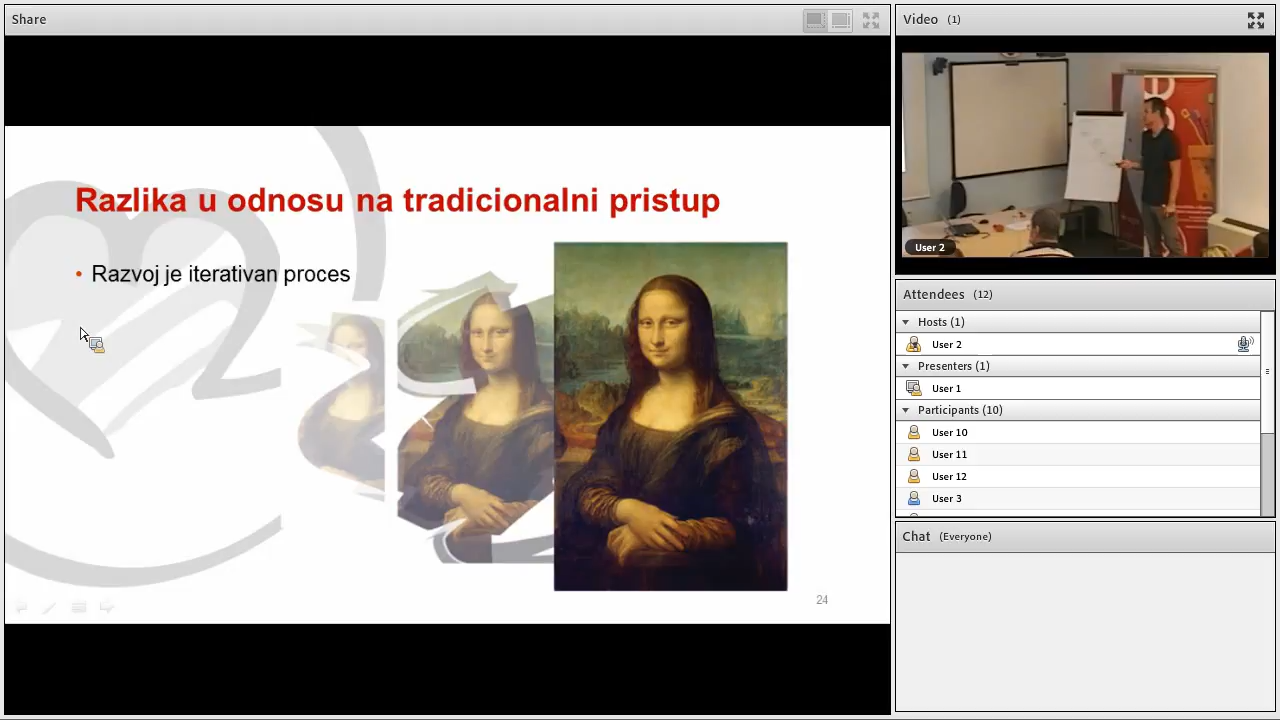 Share
Razlika u odnosu na tradicionalni pristup
• Razvoj je iterativan proces
24
Video (1)
User 2
Attendees (12)
Hosts (1)
User 2
Presenters (1)
User 1
Participants (10)
User 10
User 11
User 12
User 3
Chat (Everyone)